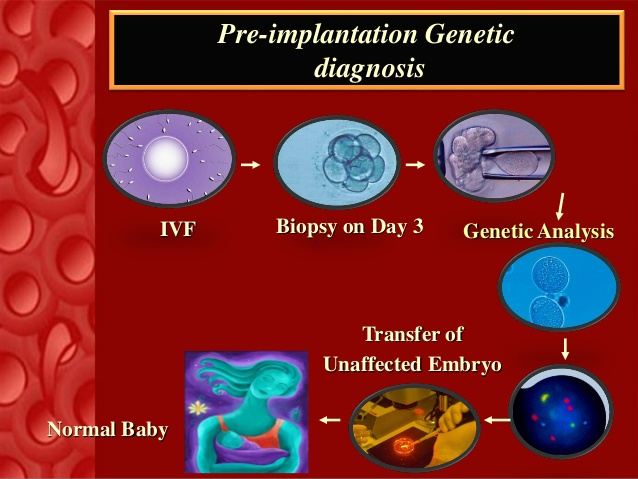 Pre-implantation Genetic
diagnosis
IVF
Biopsy on Day 3
Genetic Analysis
Transfer of
Unaffected Embryo
Normal Baby